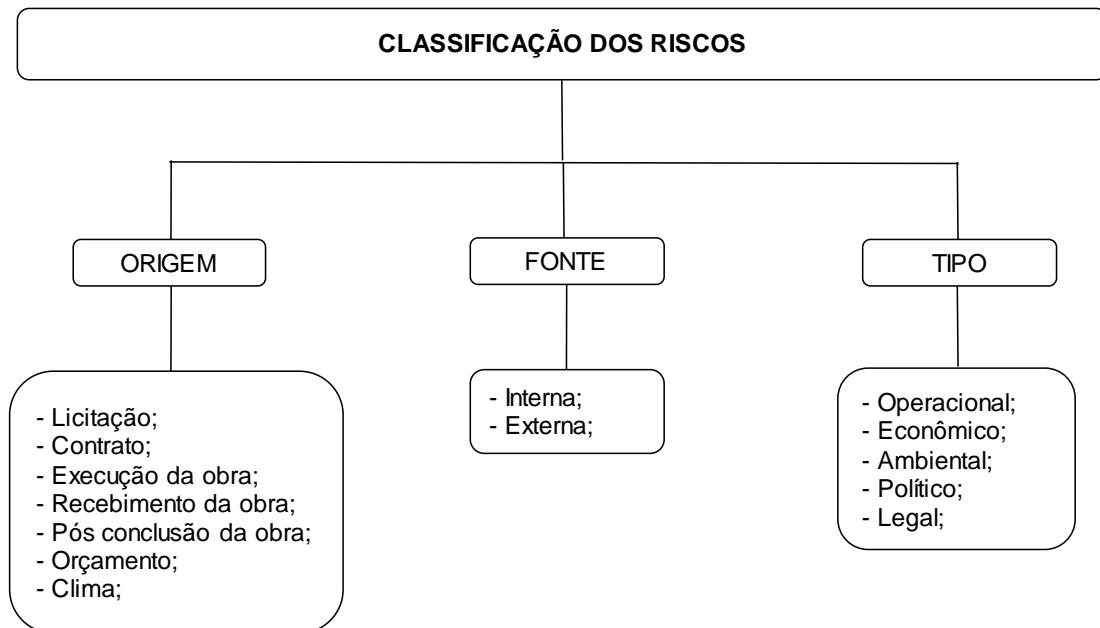 CLASSIFICAÇÃO DOS RISCOS
ORIGEM
FONTE
TIPO
- Licitação;
- Contrato;
- Execução da obra;
- Recebimento da obra;
- Pós conclusão da obra;
- Orçamento;
- Clima;
- Interna;
- Externa;
- Operacional;
- Econômico;
- Ambiental;
- Político;
- Legal;